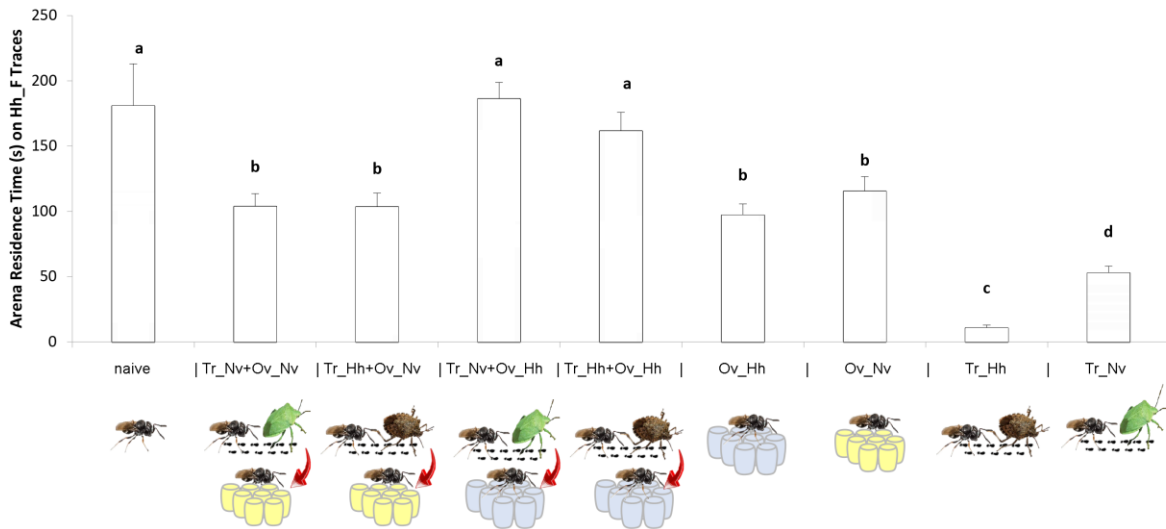 Arena Residence Time (s) on Hh_F Traces
250
200
150
100
50
0
a
b
b
a
a
b
b
c
d
naive | Tr_Nv+Ov_Nv | Tr_Hh+Ov_Nv | Tr_Nv+Ov_Hh | Tr_Hh+Ov_Hh | Ov_Hh | Ov_Nv | Tr_Hh | Tr_Nv